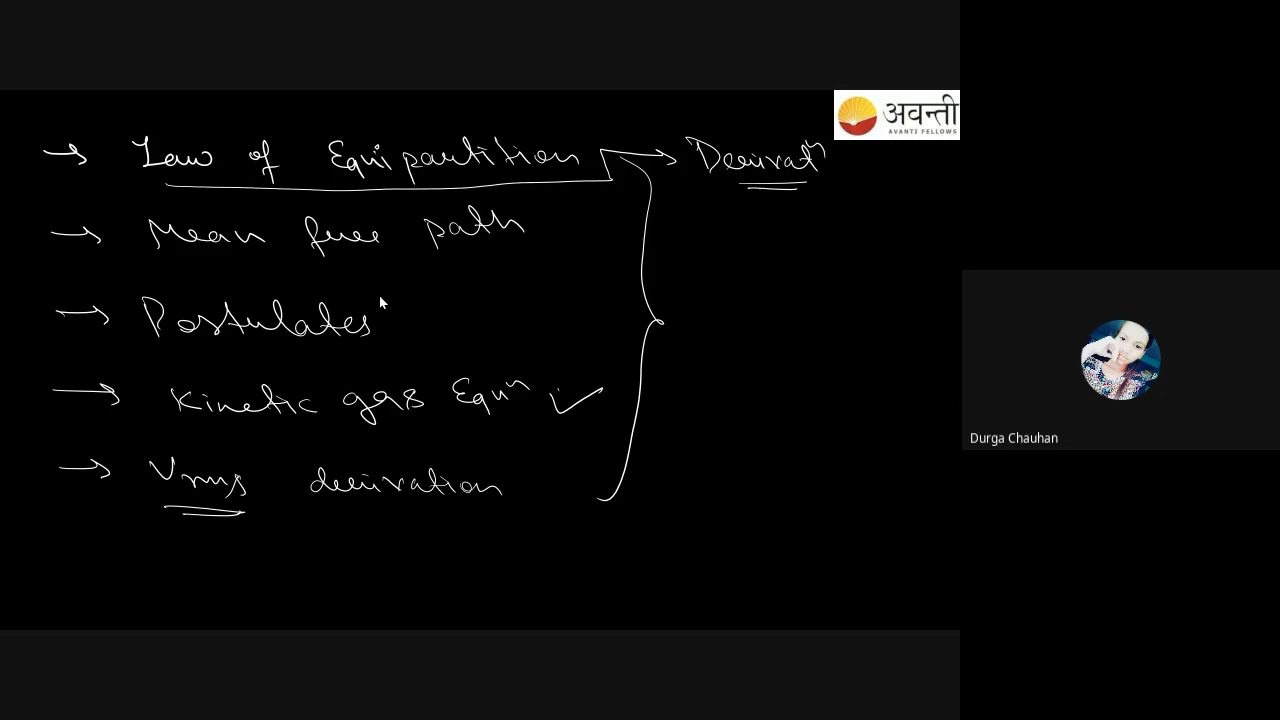 अवन्ती
AVANTI FELLOWS
→ Law of Equipartition → Derivatⁿ
→ Mean free path
→ Postulates
→ Kinetic gas Equⁿ ✓
→ Vrms derivation
Durga Chauhan